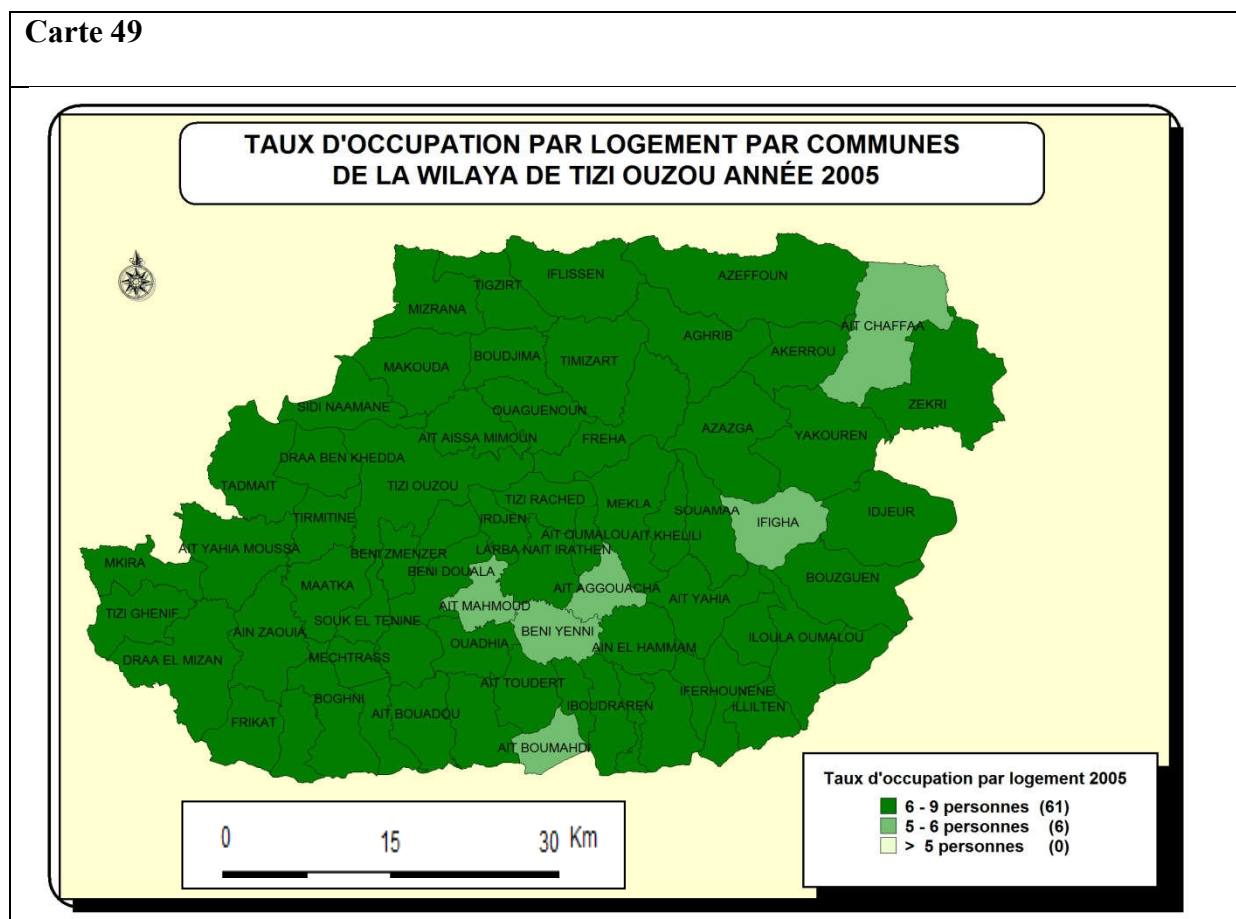 Carte 49
TAUX D'OCCUPATION PAR LOGEMENT PAR COMMUNES
DE LA WILAYA DE TIZI OUZOU ANNÉE 2005
IFLISSEN
AZEFFOUN
TIGZIRT
MIZRANA
AIT CHAFFAA
AGHRIB
AKERROU
BOUDJIMA
TIMIZART
MAKOUDA
ZEKRI
SIDI NAAMANE
OUAGUENOUN
AZAZGA
YAKOUREN
AIT AISSA MIMOUN
FREHA
DRAA BEN KHEDDA
TADMAIT
TIZI OUZOU
TIZI RACHED
MEKLA
SOUAMAA
IDJEUR
TIRMITINE
IRDJEN
IFIGHA
AIT OUMALOU
AIT KHELILI
AIT YAHIA MOUSSA
BENI ZMENZER
LARBA NAIT IRATHEN
MKIRA
BENI DOUALA
BOUZGUEN
MAATKA
AIT AGGOUACHA
AIT YAHIA
TIZI GHENIF
AIT MAHMOUD
SOUK EL TENINE
AIN ZAOUIA
BENI YENNI
ILOULA OUMALOU
OUADHIA
AIN EL HAMMAM
DRAA EL MIZAN
MECHTRASS
AIT TOUDERT
IFERHOUNENE
BOGHNI
IBOUDRAREN
ILLILTEN
AIT BOUADOU
FRIKAT
AIT BOUMAHDI
Taux d'occupation par logement 2005
6 - 9 personnes (61)
5 - 6 personnes (6)
> 5 personnes (0)
0 15 30 Km